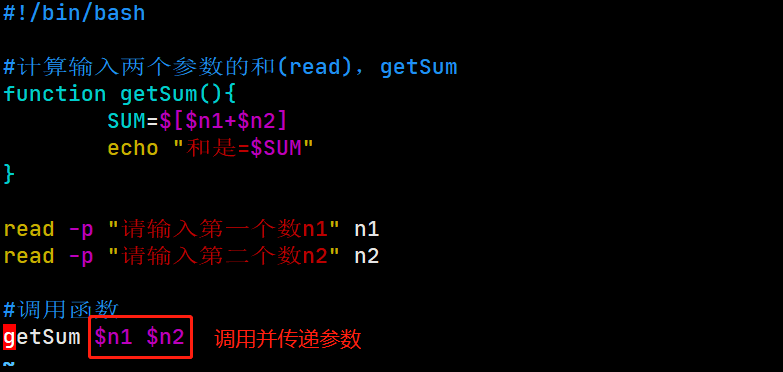 #!/bin/bash
#计算输入两个参数的和(read)，getSum
function getSum(){
        SUM=$[$n1+$n2]
        echo "和是=$SUM"
}
read -p "请输入第一个数n1" n1
read -p "请输入第二个数n2" n2
#调用函数
getSum $n1 $n2 调用并传递参数
~